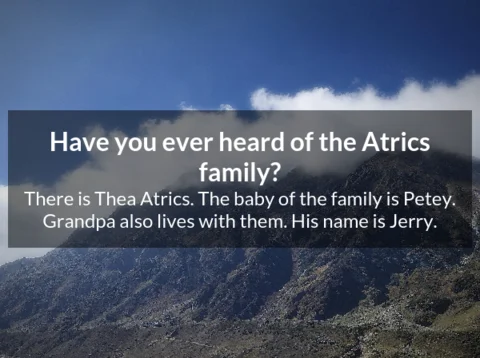 Have you ever heard of the Atrics
family?
There is Thea Atrics. The baby of the family is Petey.
Grandpa also lives with them. His name is Jerry.